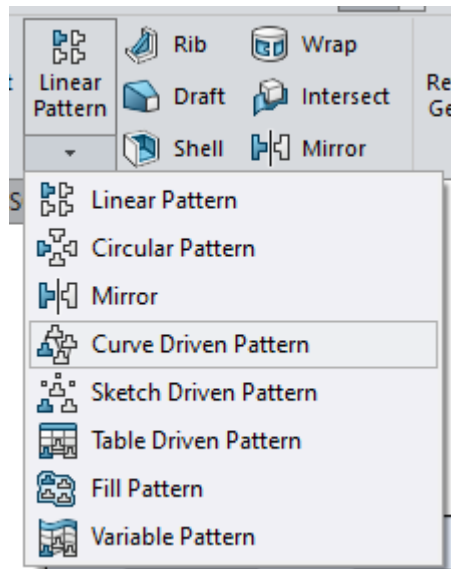 Linear
Pattern
Rib
Wrap
Draft
Intersect
Shell
Mirror
Linear Pattern
Circular Pattern
Mirror
Curve Driven Pattern
Sketch Driven Pattern
Table Driven Pattern
Fill Pattern
Variable Pattern